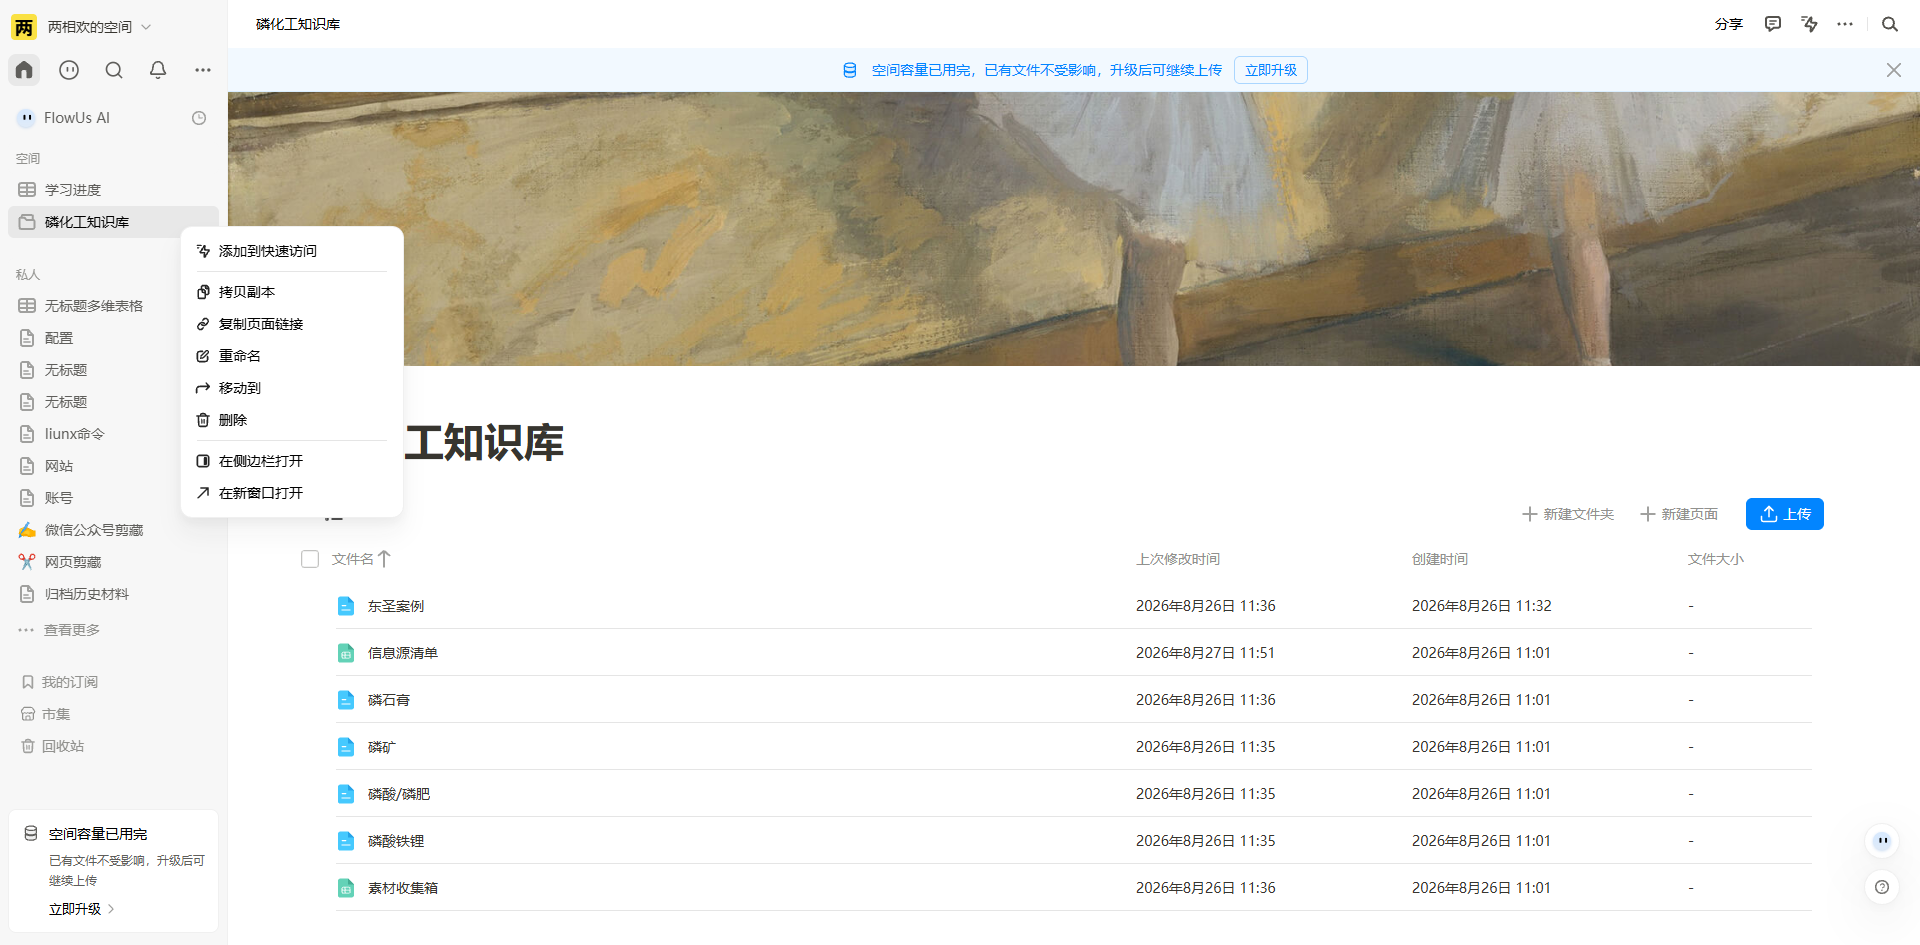 两 两相欢的空间
FlowUs AI
空间
学习进度
磷化工知识库
私人
无标题多维表格
配置
无标题
无标题
liunx命令
网站
账号
微信公众号剪藏
网页剪藏
归档历史材料
查看更多
我的订阅
市集
回收站
空间容量已用完
已有文件不受影响，升级后可
继续上传
立即升级
添加到快速访问
拷贝副本
复制页面链接
重命名
移动到
删除
在侧边栏打开
在新窗口打开
磷化工知识库
分享
空间容量已用完，已有文件不受影响，升级后可继续上传 立即升级
工知识库
新建文件夹 新建页面 上传
文件名 上次修改时间 创建时间 文件大小
东圣案例 2026年8月26日 11:36 2026年8月26日 11:32 -
信息源清单 2026年8月27日 11:51 2026年8月26日 11:01 -
磷石膏 2026年8月26日 11:36 2026年8月26日 11:01 -
磷矿 2026年8月26日 11:35 2026年8月26日 11:01 -
磷酸/磷肥 2026年8月26日 11:35 2026年8月26日 11:01 -
磷酸铁锂 2026年8月26日 11:35 2026年8月26日 11:01 -
素材收集箱 2026年8月26日 11:36 2026年8月26日 11:01 -